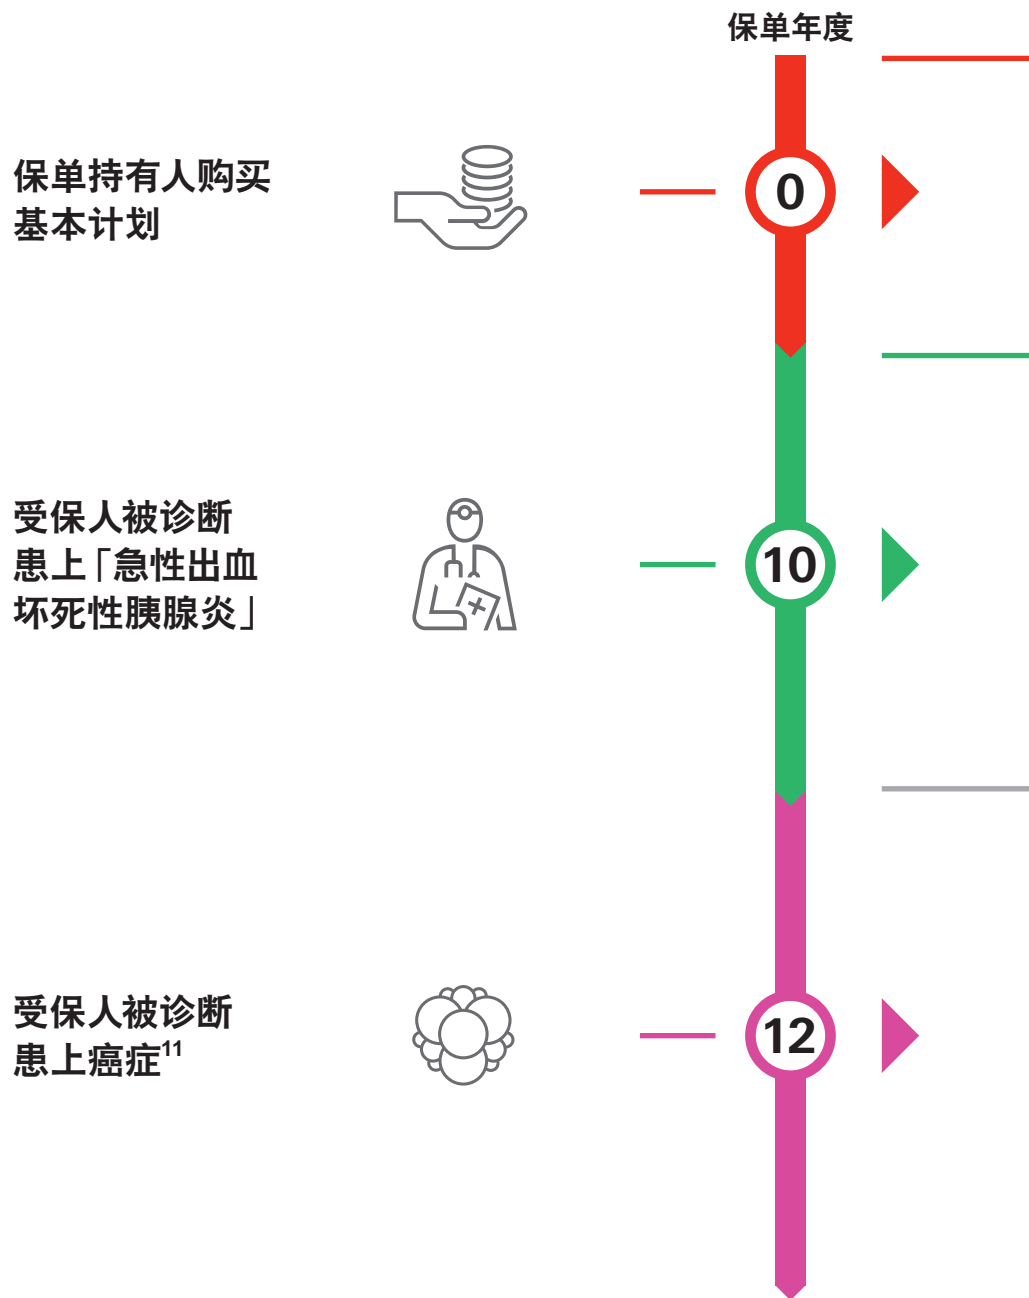 保单年度
保单持有人购买
基本计划
0
受保人被诊断
患上「急性出血
坏死性胰腺炎」
10
受保人被诊断
患上癌症11
12